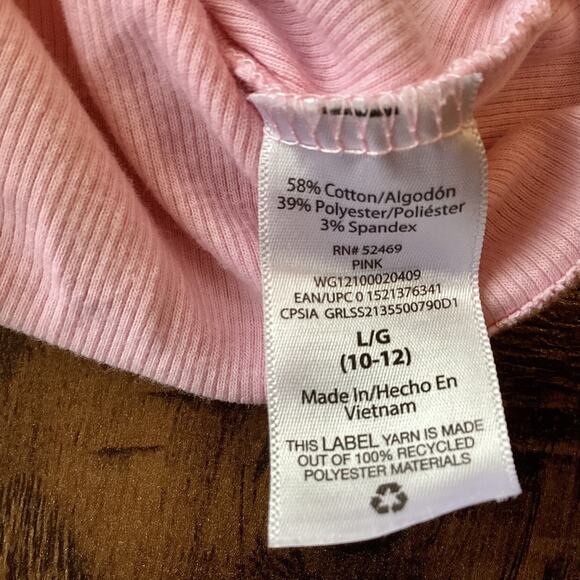 58% Cotton/Algodón
39% Polyester/Poliéster
3% Spandex
RN# 52469
PINK
WG12100020409
EAN/UPC 0 1521376341
CPSIA GRLSS2135500790D1
L/G
(10-12)
Made In/Hecho En
Vietnam
THIS LABEL YARN IS MADE
OUT OF 100% RECYCLED
POLYESTER MATERIALS